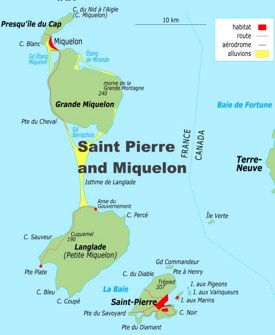 C. du Nid à l'Aigle
(C. Miquelon)
10 km
Presqu'île du Cap
C. Blanc
Miquelon
Gd Étang
Miquelon
Étang
de Mirande
habitat
route
aérodrome
alluvions
morne de la
Grande Montagne
240
Grande Miquelon
Pte du Cheval
Gd
Barachois
Baie de Fortune
FRANCE
CANADA
Saint Pierre
and Miquelon
Terre-
Neuve
Isthme de Langlade
Anse du
Gouvernement
C. Percé
Île Verte
C. Sauveur
Cuquemel
190
Langlade
(Petite Miquelon)
Pte Plate
C. Bleu
C. Coupé
La Baie
C. du Diable
Gd Commandeur
Pte à Henry
Trépied
207
I. aux Pigeons
I. aux Vainqueurs
I. aux Marins
Saint-Pierre
C. Noir
Pte du Savoyard
Pte du Diamant